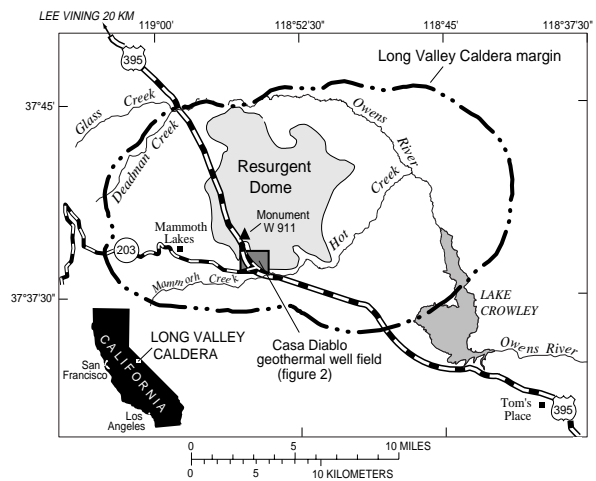 LEE VINING 20 KM
119°00'
118°52'30"
118°45
118°37'30"
395
Long Valley Caldera margin
37°45'
Glass Creek
Deadman Creek
Owens River
Resurgent
Dome
Hot Creek
Monument
W 911
Mammoth
Lakes
203
Mammoth Creek
37°37'30"
LAKE
CROWLEY
Casa Diablo
geothermal well field
(figure 2)
LONG VALLEY
CALDERA
CALIFORNIA
San
Francisco
Los
Angeles
Owens River
Tom's
Place
395
0 5 10 MILES
0 5 10 KILOMETERS